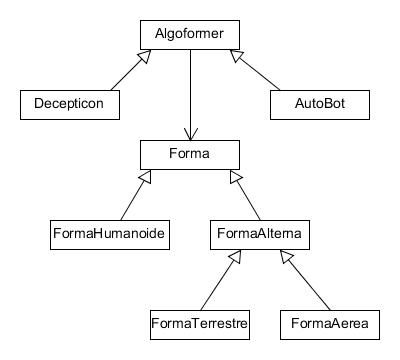 Algoformer
Decepticon
AutoBot
Forma
FormaHumanoide
FormaAlterna
FormaTerrestre
FormaAerea